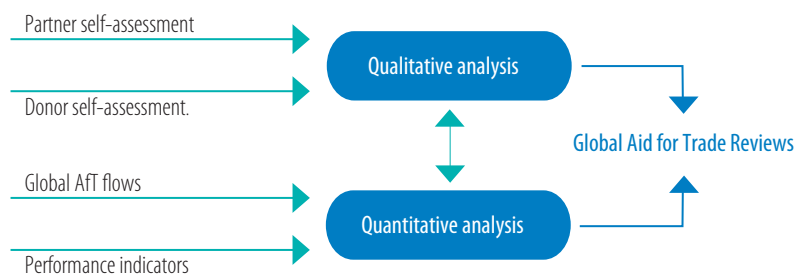 Partner self-assessment
Qualitative analysis
Donor self-assessment.
Global Aid for Trade Reviews
Global AfT flows
Quantitative analysis
Performance indicators